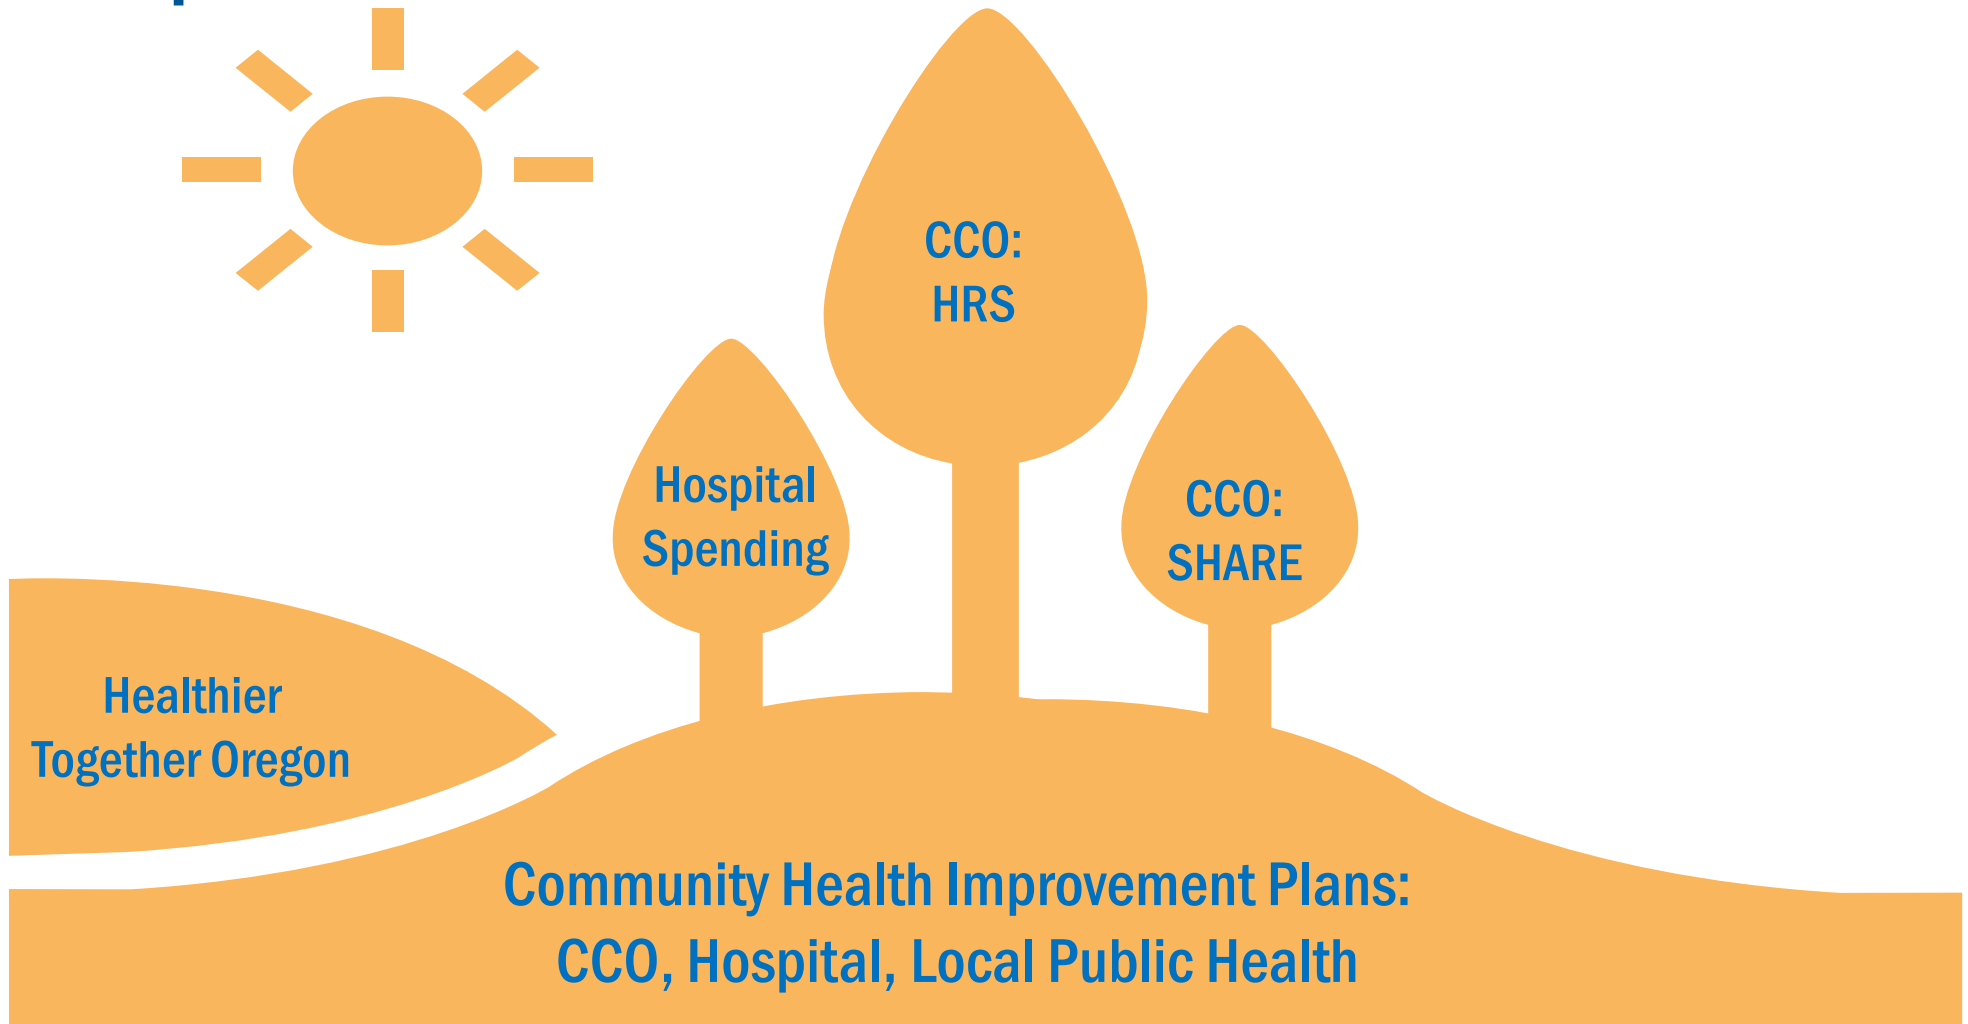 CCO:
HRS
Hospital
Spending
CCO:
SHARE
Healthier
Together Oregon
Community Health Improvement Plans:
CCO, Hospital, Local Public Health